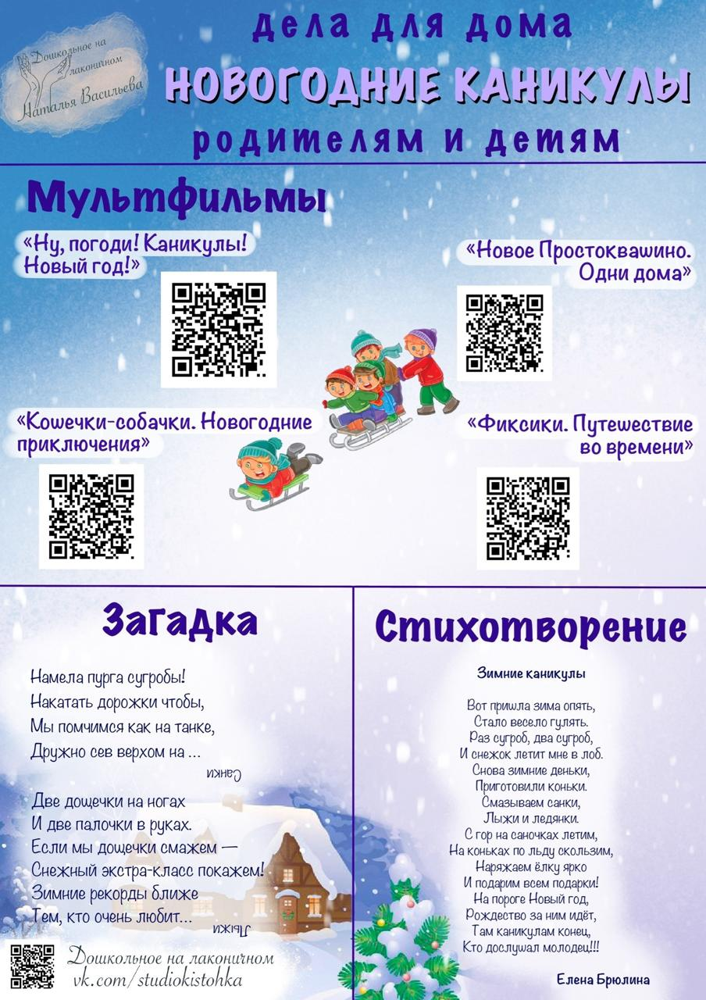 Дошкольное на
лаконичном
Наталья Васильева
дела для дома
НОВОГОДНИЕ КАНИКУЛЫ
родителям и детям
Мультфильмы
«Ну, погоди! Каникулы!
Новый год!»
«Новое Простоквашино.
Одни дома»
«Кошечки-собачки. Новогодние
приключения»
«Фиксики. Путешествие
во времени»
Загадка
Намела пурга сугробы!
Накатать дорожки чтобы,
Мы помчимся как на танке,
Дружно сев верхом на ...
Санки
Две дощечки на ногах
И две палочки в руках.
Если мы дощечки смажем —
Снежный экстра-класс покажем!
Зимние рекорды ближе
Тем, кто очень любит...
Лыжи
Дошкольное на лаконичном
vk.com/studiokistohka
Стихотворение
Зимние каникулы
Вот пришла зима опять,
Стало весело гулять.
Раз сугроб, два сугроб,
И снежок летит мне в лоб.
Снова зимние деньки,
Приготовили коньки.
Смазываем санки,
Лыжи и ледянки.
С гор на саночках летим,
На коньках по льду скользим,
Наряжаем ёлку ярко
И подарим всем подарки!
На пороге Новый год,
Рождество за ним идёт,
Там каникулам конец,
Кто дослушал молодец!!!
Елена Брюлина